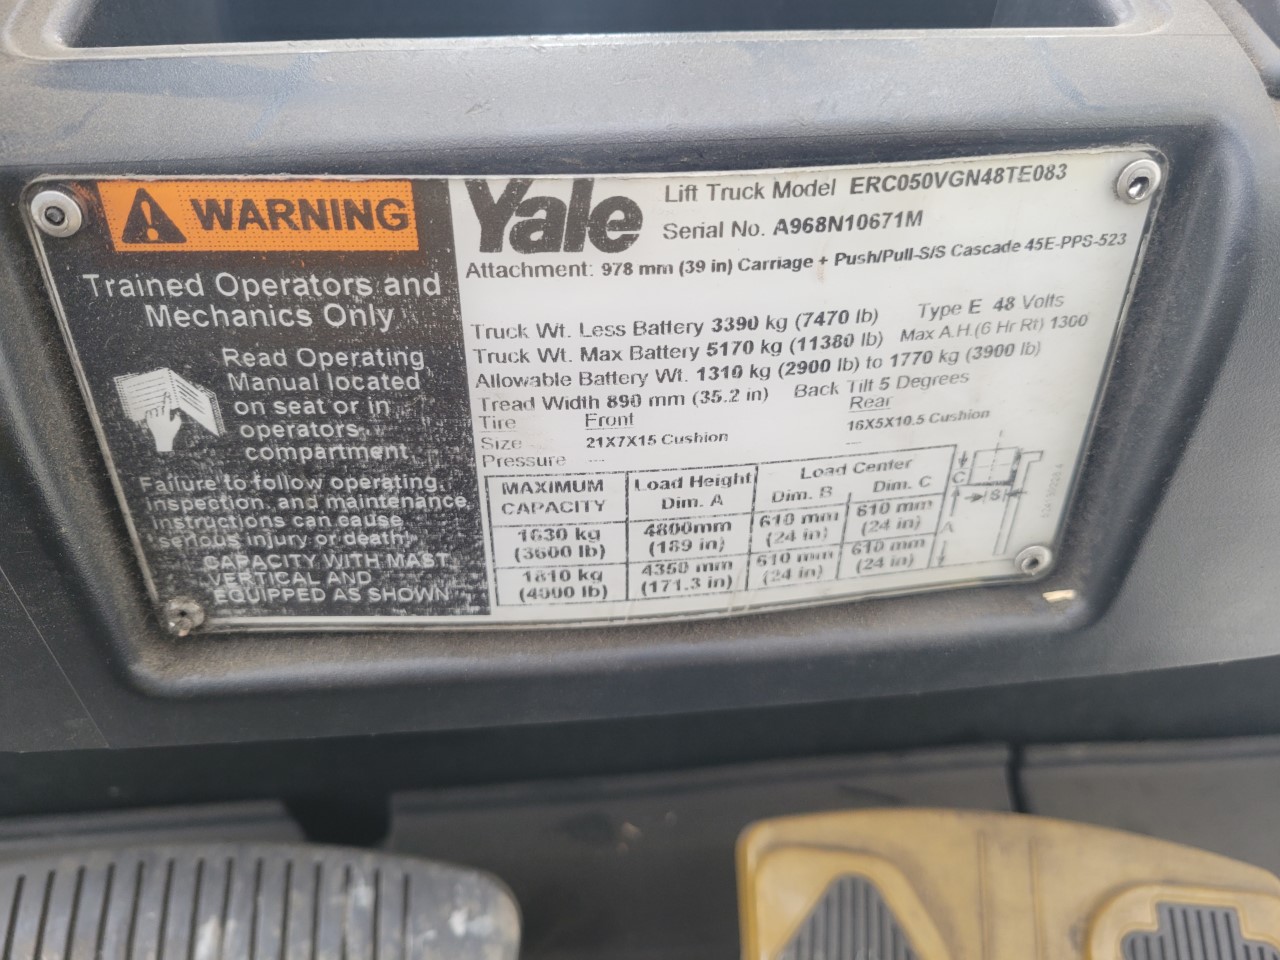 WARNING
Trained Operators and
Mechanics Only
Read Operating
Manual located
on seat or in
operators
compartment
Failure to follow operating,
inspection, and maintenance
instructions can cause
serious injury or death.
CAPACITY WITH MAST
VERTICAL AND
EQUIPPED AS SHOWN
Yale
Lift Truck Model ERC050VGN48TE083
Serial No. A968N10671M
Attachment: 978 mm (39 in) Carriage + Push/Pull-S/S Cascade 45E-PPS-523
Truck Wt. Less Battery 3390 kg (7470 lb) Type E 48 Volts
Truck Wt. Max Battery 5170 kg (11380 lb) Max A.H.(6 Hr Rt) 1300
Allowable Battery Wt. 1310 kg (2900 lb) to 1770 kg (3900 lb)
Tread Width 890 mm (35.2 in) Back Tilt 5 Degrees
Tire Front Rear
Size 21X7X15 Cushion 16X5X10.5 Cushion
Pressure --- ---
MAXIMUM CAPACITY Load Height Dim. A Load Center Dim. B Dim. C
1630 kg 4800mm 610 mm 610 mm
(3600 lb) (189 in) (24 in) (24 in)
1810 kg 4350 mm 610 mm 610 mm
(4000 lb) (171.3 in) (24 in) (24 in)
C
S
A